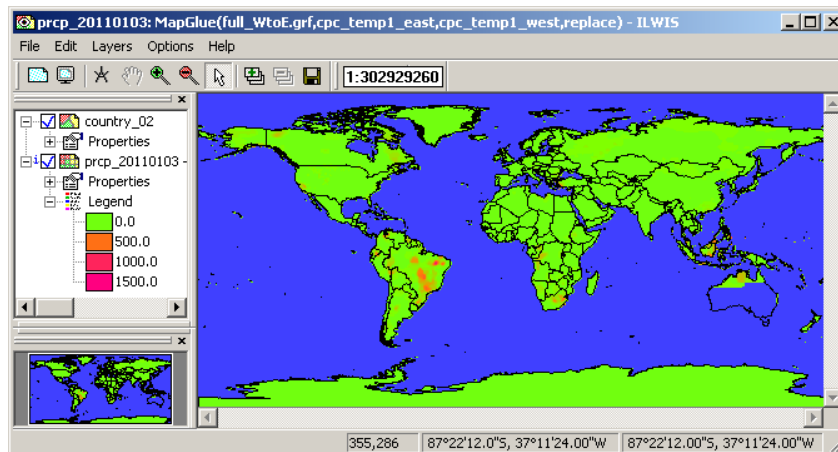 prcp_20110103: MapGlue(full_WtoE.grf,cpc_temp1_east,cpc_temp1_west,replace) - ILWIS
File Edit Layers Options Help
1:302929260
country_02
Properties
prcp_20110103 -
Properties
Legend
0.0
500.0
1000.0
1500.0
355,286 87°22'12.0"S, 37°11'24.00"W 87°22'12.00"S, 37°11'24.00"W